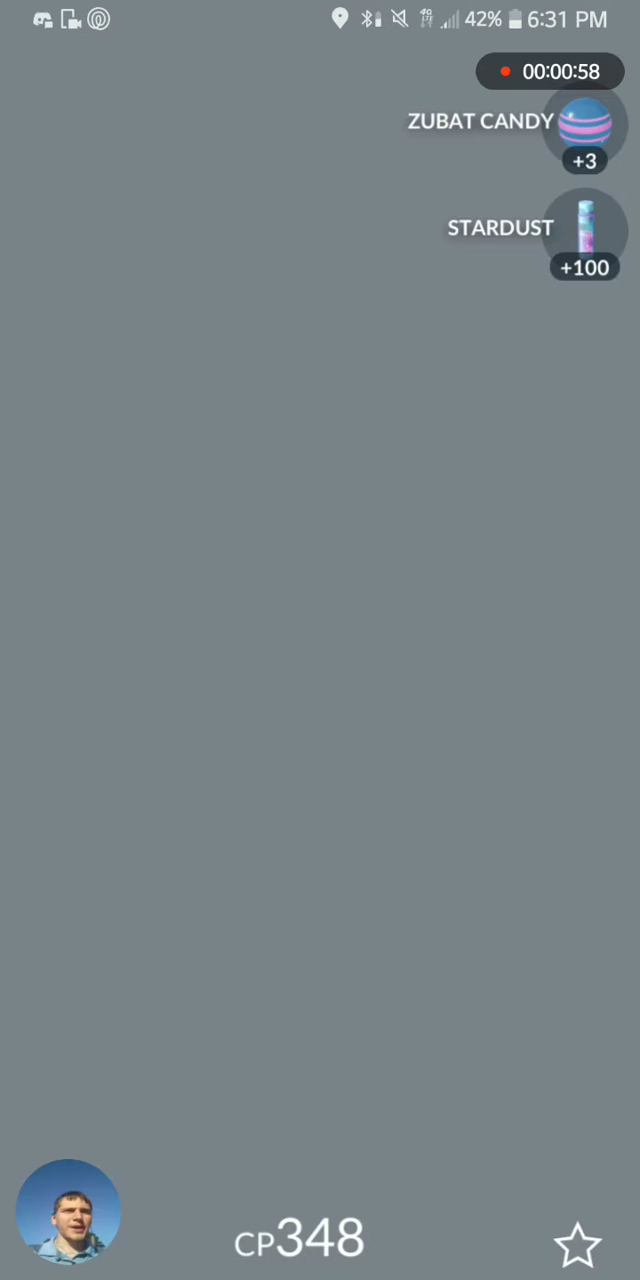 42% 6:31 PM
00:00:58
ZUBAT CANDY
+3
STARDUST
+100
CP348